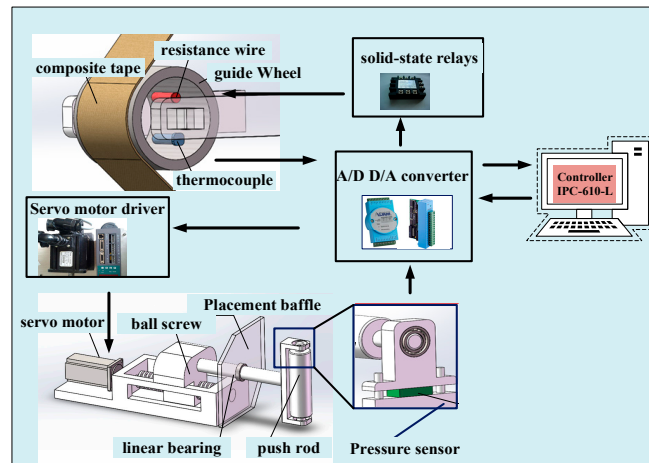 resistance wire
composite tape
guide Wheel
solid-state relays
thermocouple
A/D D/A converter
Controller
IPC-610-L
Servo motor driver
Placement baffle
servo motor
ball screw
linear bearing
push rod
Pressure sensor